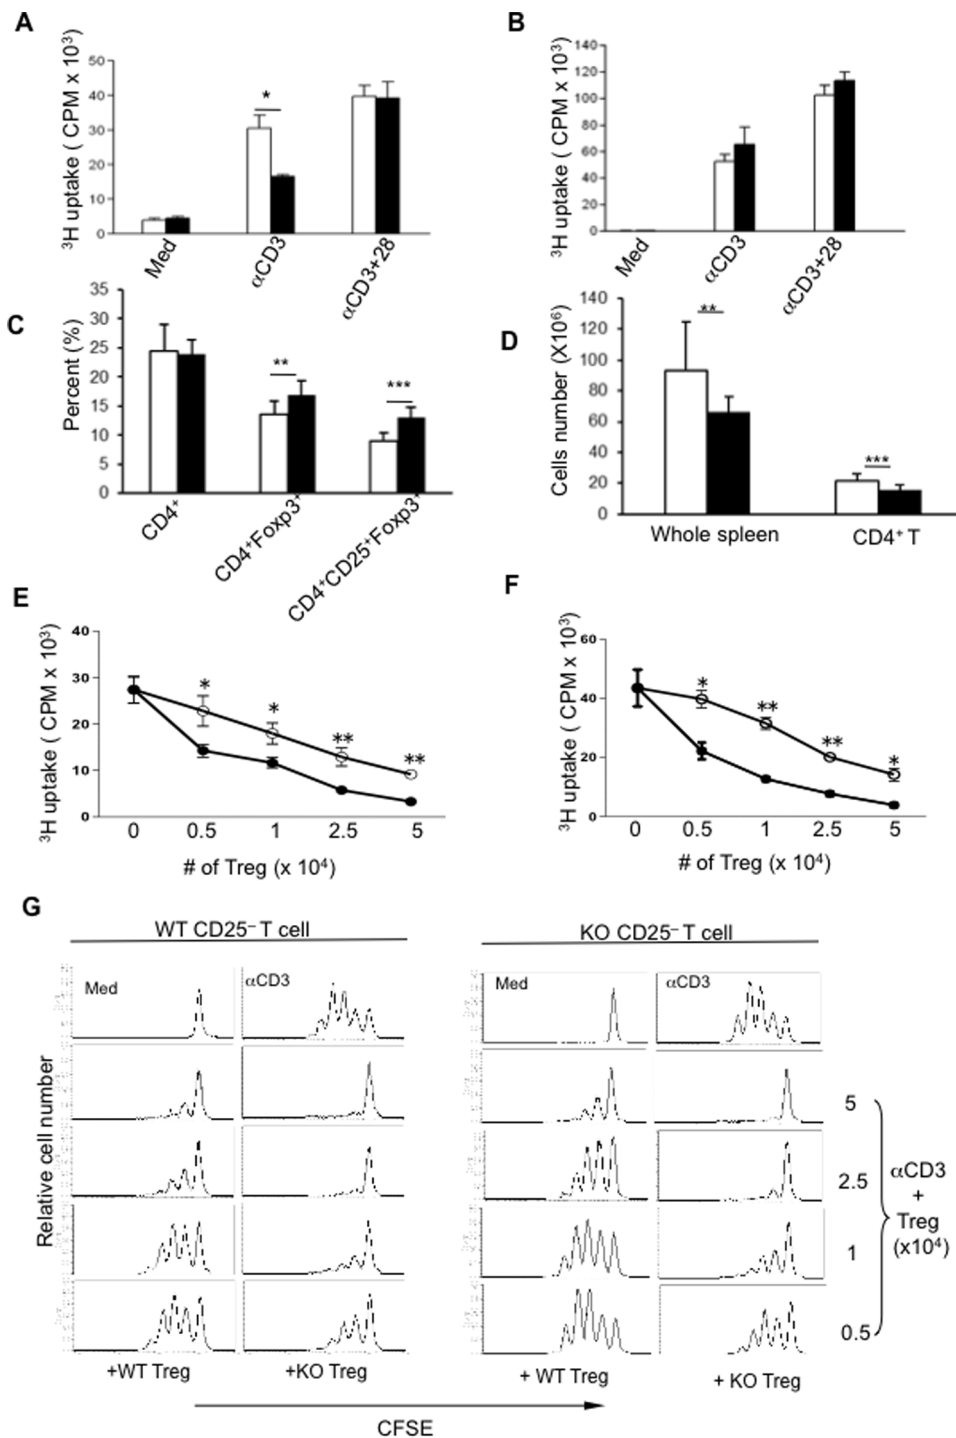 A
³H uptake ( CPM x 10³)
50
40
30
20
10
0
*
Med
αCD3
αCD3+28
B
³H uptake ( CPM x 10³)
140
120
100
80
60
40
20
0
Med
αCD3
αCD3+28
C
Percent (%)
35
30
25
20
15
10
5
0
**
***
CD4⁺
CD4⁺Foxp3⁺
CD4⁺CD25⁺Foxp3⁺
D
Cells number (X10⁶)
140
120
100
80
60
40
20
0
**
***
Whole spleen
CD4⁺ T
E
³H uptake ( CPM x 10³)
40
30
20
10
0
*
*
**
**
0 0.5 1 2.5 5
# of Treg (x 10⁴)
F
³H uptake ( CPM x 10³)
60
40
20
0
*
**
**
*
0 0.5 1 2.5 5
# of Treg (x 10⁴)
G
WT CD25⁻ T cell
KO CD25⁻ T cell
Med
αCD3
Med
αCD3
Relative cell number
5
2.5
1
0.5
αCD3
+
Treg
(x10⁴)
+WT Treg
+KO Treg
+ WT Treg
+ KO Treg
CFSE